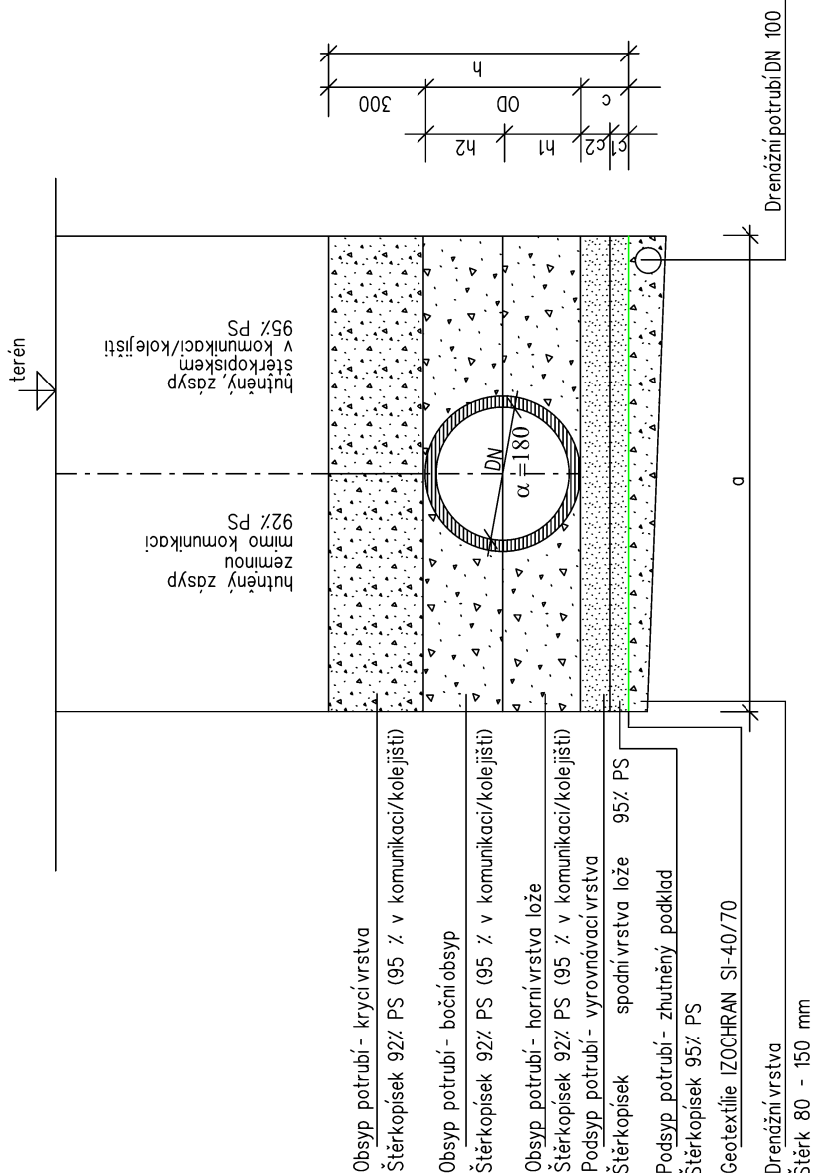 terén
hutněný zásyp
zeminou
mimo komunikaci
92% PS
hutněný zásyp
štěrkopískem
v komunikaci/kolejišti
95% PS
300
OD
c
h
h2
h1
c2
c1
DN
α =180
a
Obsyp potrubí - krycí vrstva
Štěrkopísek 92% PS (95 % v komunikaci/kolejišti)
Obsyp potrubí - boční obsyp
Štěrkopísek 92% PS (95 % v komunikaci/kolejišti)
Obsyp potrubí - horní vrstva lože
Štěrkopísek 92% PS (95 % v komunikaci/kolejišti)
Podsyp potrubí - vyrovnávací vrstva
Štěrkopísek spodní vrstva lože 95% PS
Podsyp potrubí - zhutněný podklad
Štěrkopísek 95% PS
Geotextílie IZOCHRAN SI-40/70
Drenážní vrstva
Štěrk 80 - 150 mm
Drenážní potrubí DN 100